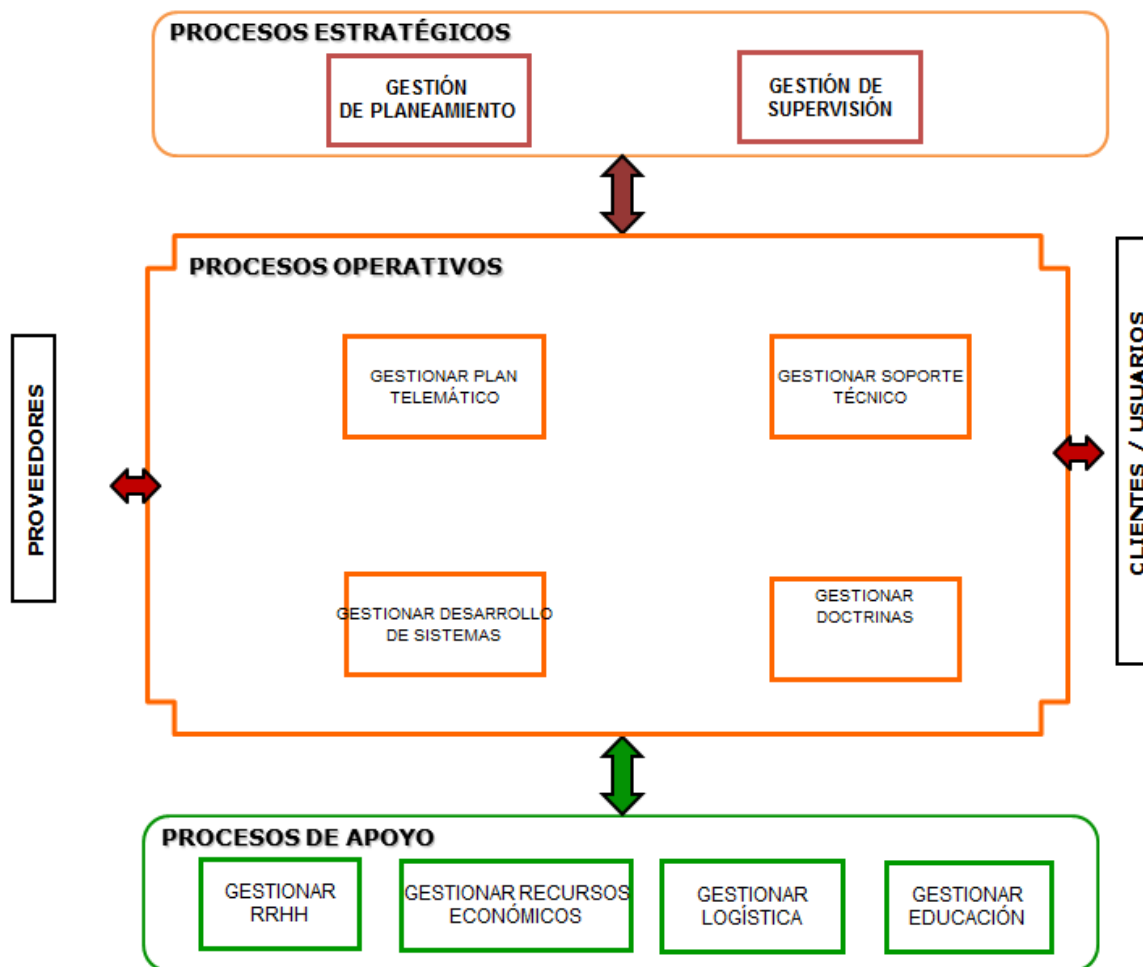 PROCESOS ESTRATÉGICOS
GESTIÓN
DE PLANEAMIENTO
GESTIÓN DE
SUPERVISIÓN
PROCESOS OPERATIVOS
PROVEEDORES
GESTIONAR PLAN
TELEMÁTICO
GESTIONAR SOPORTE
TÉCNICO
CLIENTES / USUARIOS
GESTIONAR DESARROLLO
DE SISTEMAS
GESTIONAR
DOCTRINAS
PROCESOS DE APOYO
GESTIONAR
RRHH
GESTIONAR RECURSOS
ECONÓMICOS
GESTIONAR
LOGÍSTICA
GESTIONAR
EDUCACIÓN